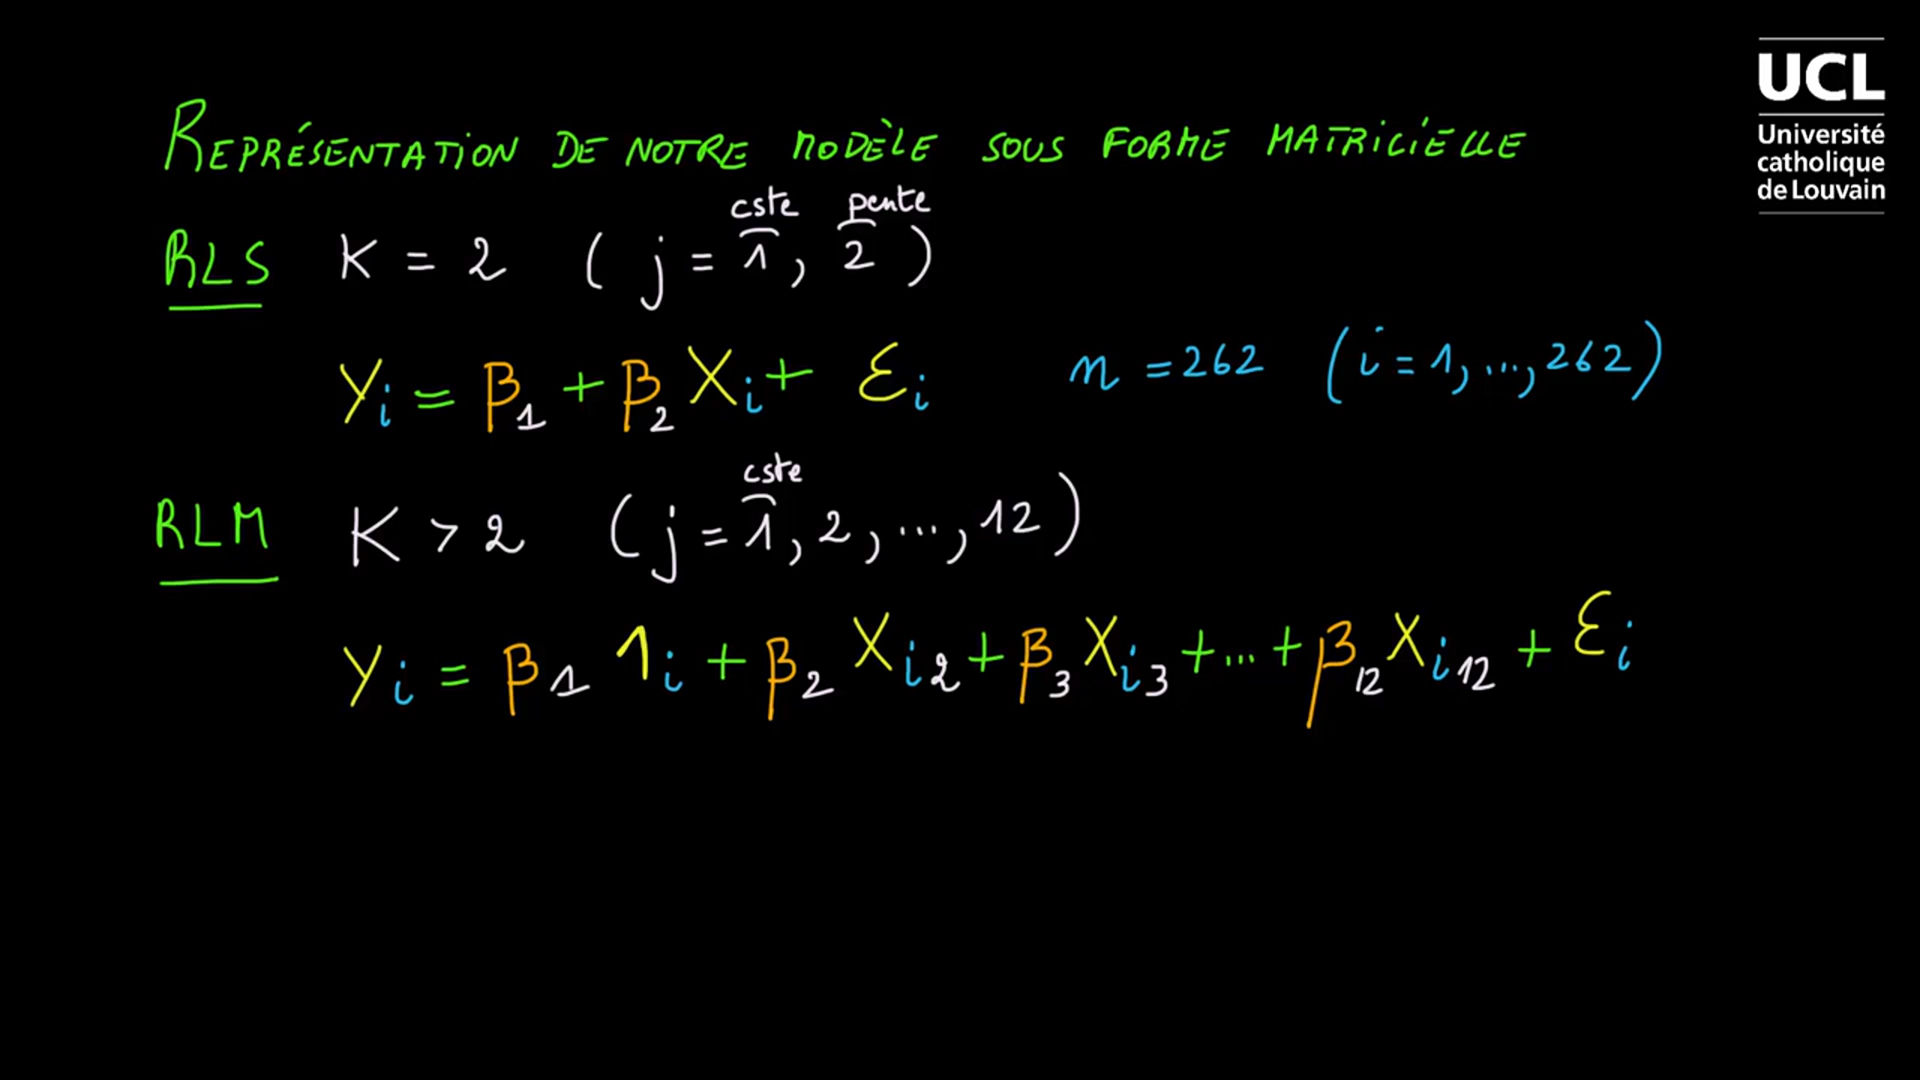 REPRÉSENTATION DE NOTRE MODÈLE SOUS FORME MATRICIELLE
UCL
Université
catholique
de Louvain
cste pente
RLS K = 2 ( j = 1, 2 )
Yi = β1 + β2 Xi + εi n = 262 (i = 1, ..., 262)
cste
RLM K > 2 ( j = 1, 2, ..., 12 )
Yi = β1 1i + β2 Xi2 + β3 Xi3 + ... + β12 Xi12 + εi